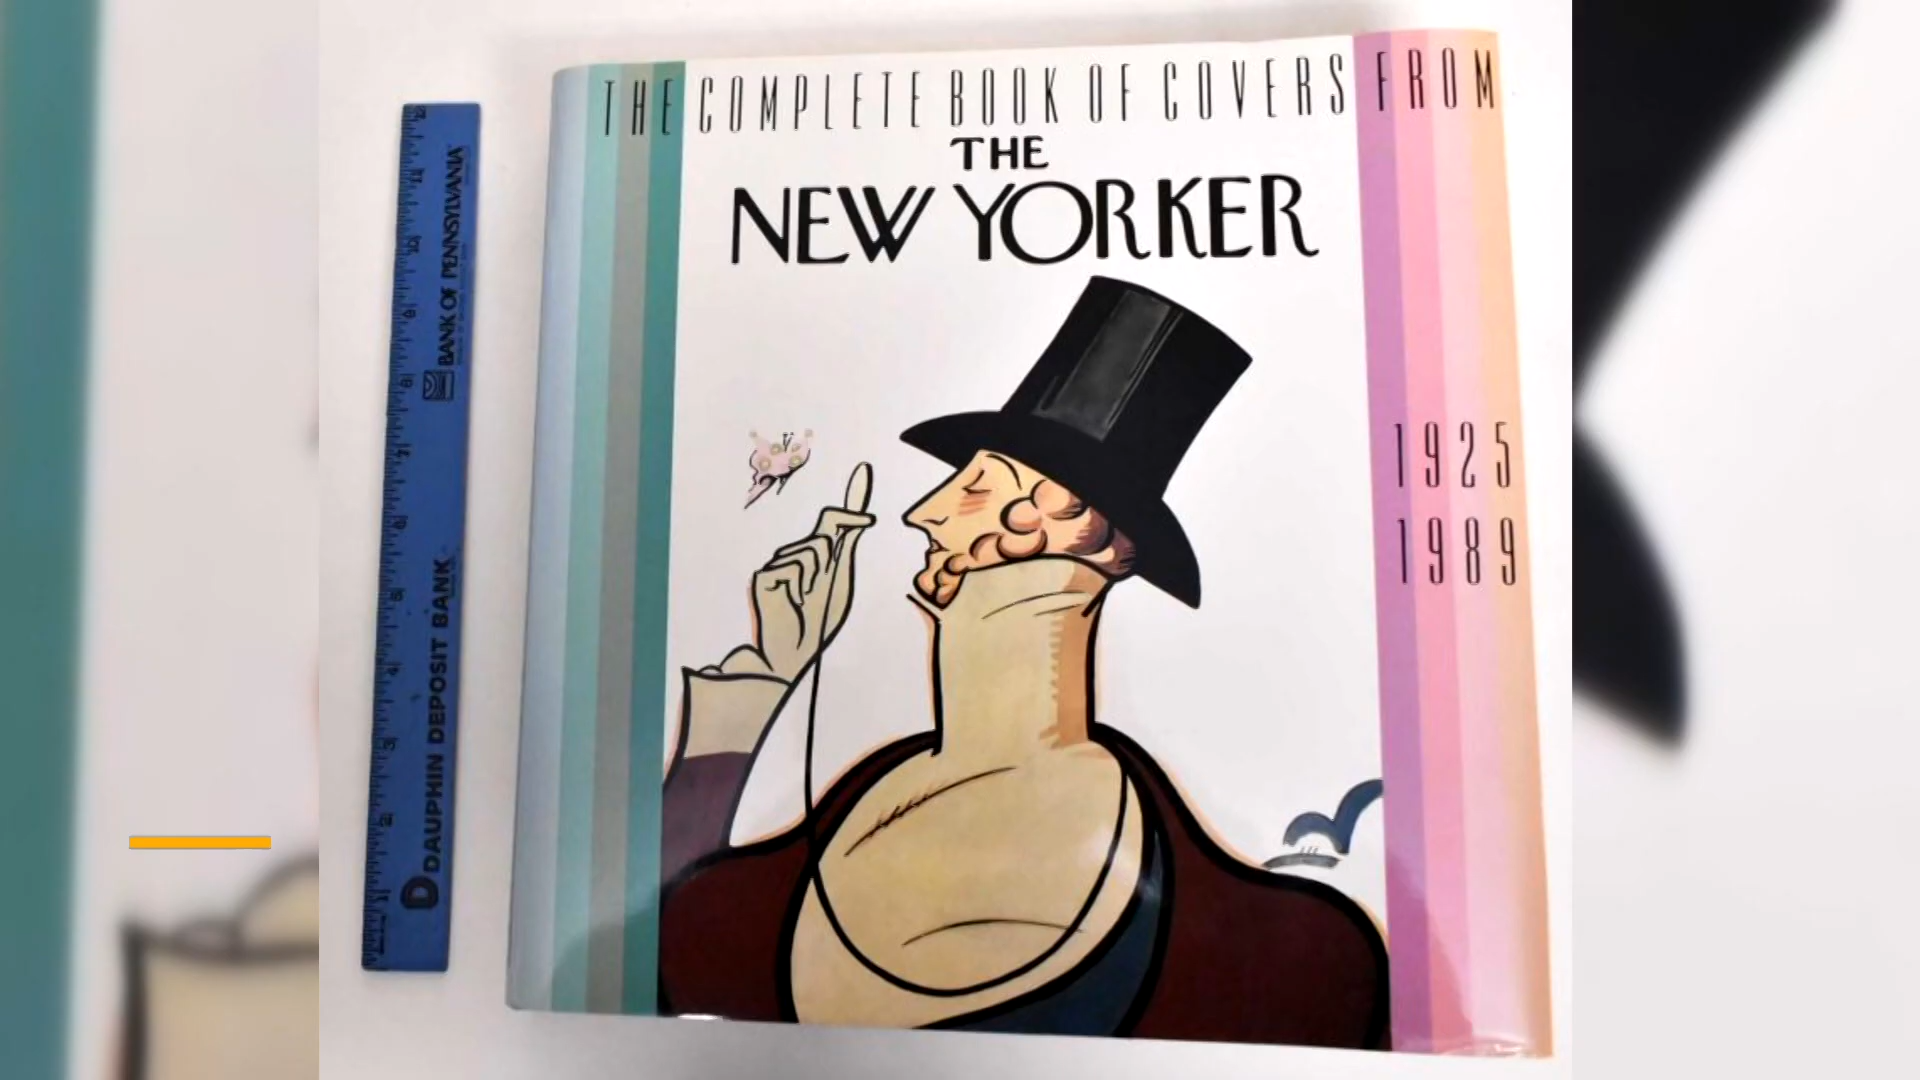 THE COMPLETE BOOK OF COVERS FROM
THE
NEW YORKER
1925
1989
BANK OF PENNSYLVANIA
DAUPHIN DEPOSIT BANK